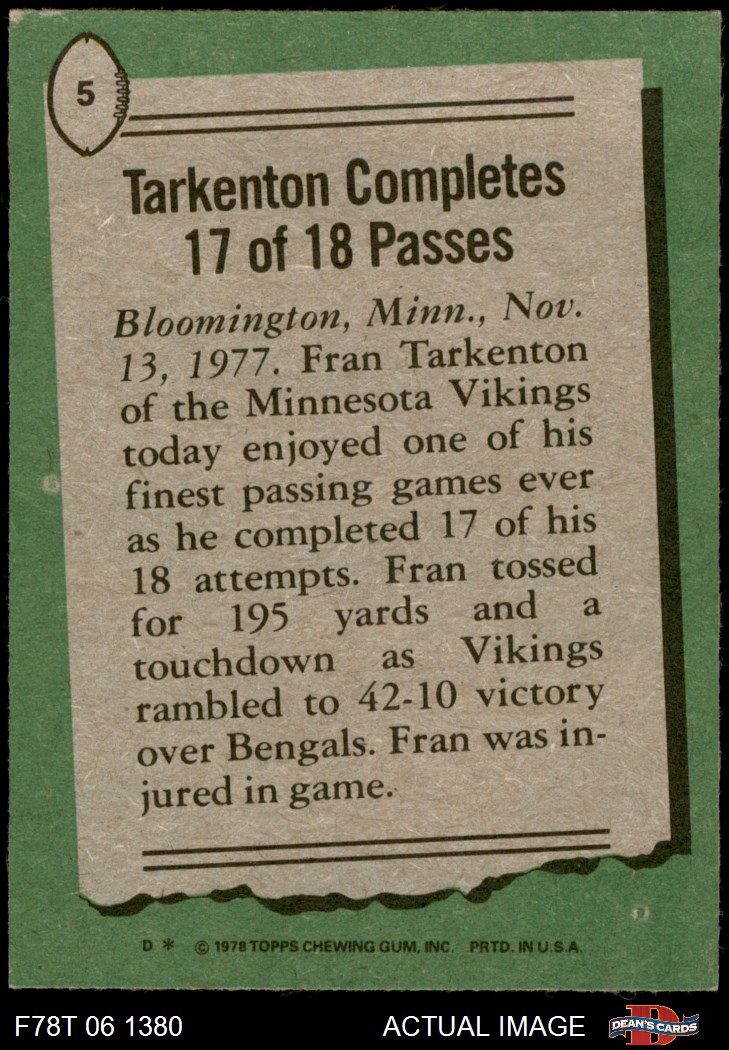 5
Tarkenton Completes
17 of 18 Passes
Bloomington, Minn., Nov.
13, 1977. Fran Tarkenton
of the Minnesota Vikings
today enjoyed one of his
finest passing games ever
as he completed 17 of his
18 attempts. Fran tossed
for 195 yards and a
touchdown as Vikings
rambled to 42-10 victory
over Bengals. Fran was in-
jured in game.
D * © 1978 TOPPS CHEWING GUM, INC. PRTD. IN U.S.A.
F78T 06 1380 ACTUAL IMAGE D DEAN'S CARDS